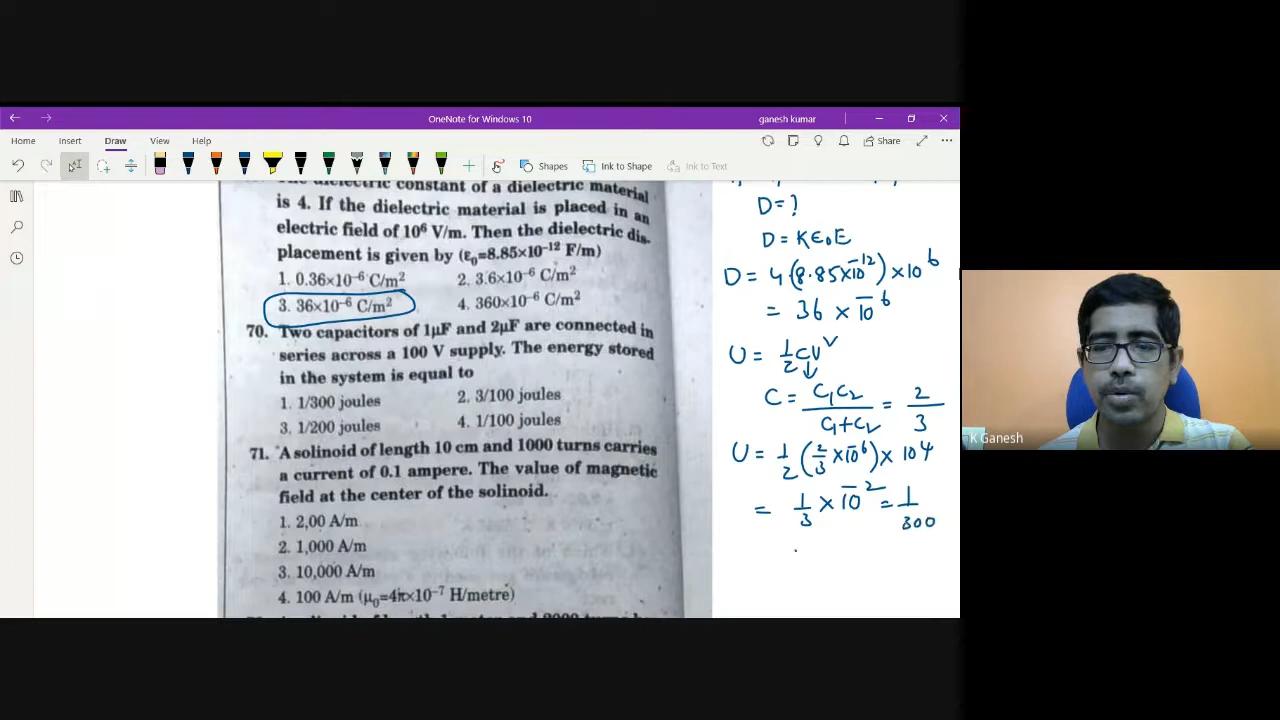 OneNote for Windows 10
ganesh kumar
Home Insert Draw View Help
Share
Shapes
Ink to Shape
Ink to Text
dielectric constant of a dielectric material
is 4. If the dielectric material is placed in an
electric field of 10⁶ V/m. Then the dielectric dis-
placement is given by (ε₀=8.85×10⁻¹² F/m)
1. 0.36×10⁻⁶ C/m² 2. 3.6×10⁻⁶ C/m²
3. 36×10⁻⁶ C/m² 4. 360×10⁻⁶ C/m²
70. Two capacitors of 1μF and 2μF are connected in
series across a 100 V supply. The energy stored
in the system is equal to
1. 1/300 joules 2. 3/100 joules
3. 1/200 joules 4. 1/100 joules
71. A solinoid of length 10 cm and 1000 turns carries
a current of 0.1 ampere. The value of magnetic
field at the center of the solinoid.
1. 2,00 A/m
2. 1,000 A/m
3. 10,000 A/m
4. 100 A/m (μ₀=4π×10⁻⁷ H/metre)
D = ?
D = Kε₀E
D = 4 (8.85×10⁻¹²) × 10⁶
= 36 × 10⁻⁶
U = 1/2 CV²
C = C₁C₂ / C₁+C₂ = 2/3
U = 1/2 (2/3 × 10⁻⁶) × 10⁴
= 1/3 × 10⁻² = 1/300
K Ganesh